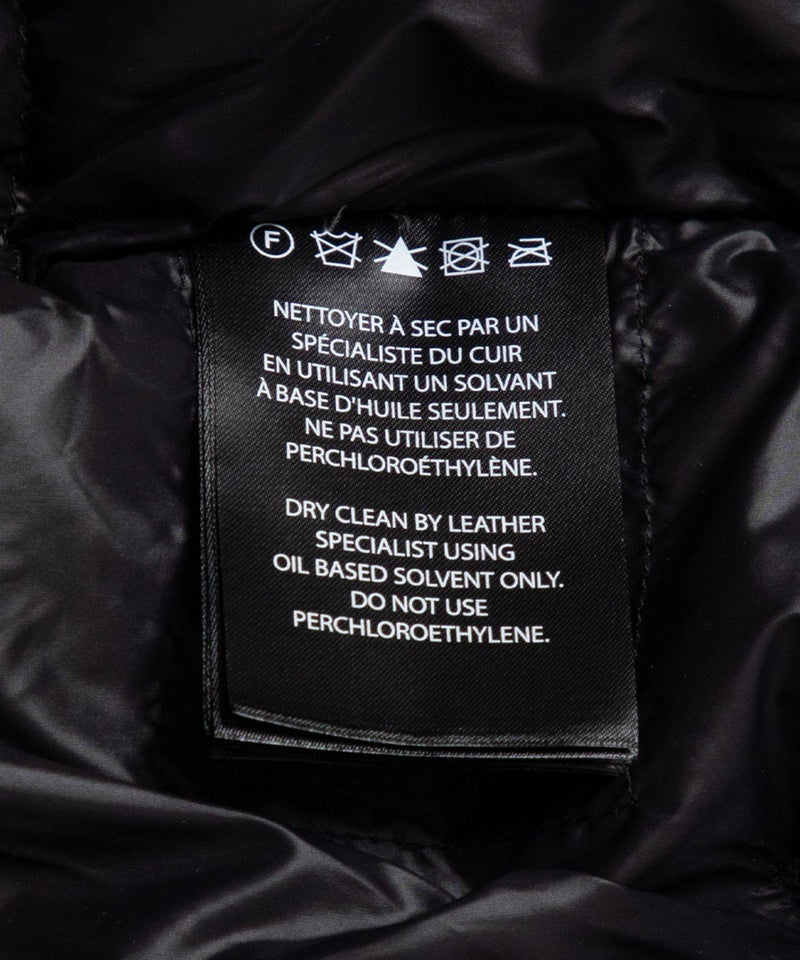 F
NETTOYER À SEC PAR UN
SPÉCIALISTE DU CUIR
EN UTILISANT UN SOLVANT
À BASE D'HUILE SEULEMENT.
NE PAS UTILISER DE
PERCHLOROÉTHYLÈNE.
DRY CLEAN BY LEATHER
SPECIALIST USING
OIL BASED SOLVENT ONLY.
DO NOT USE
PERCHLOROETHYLENE.